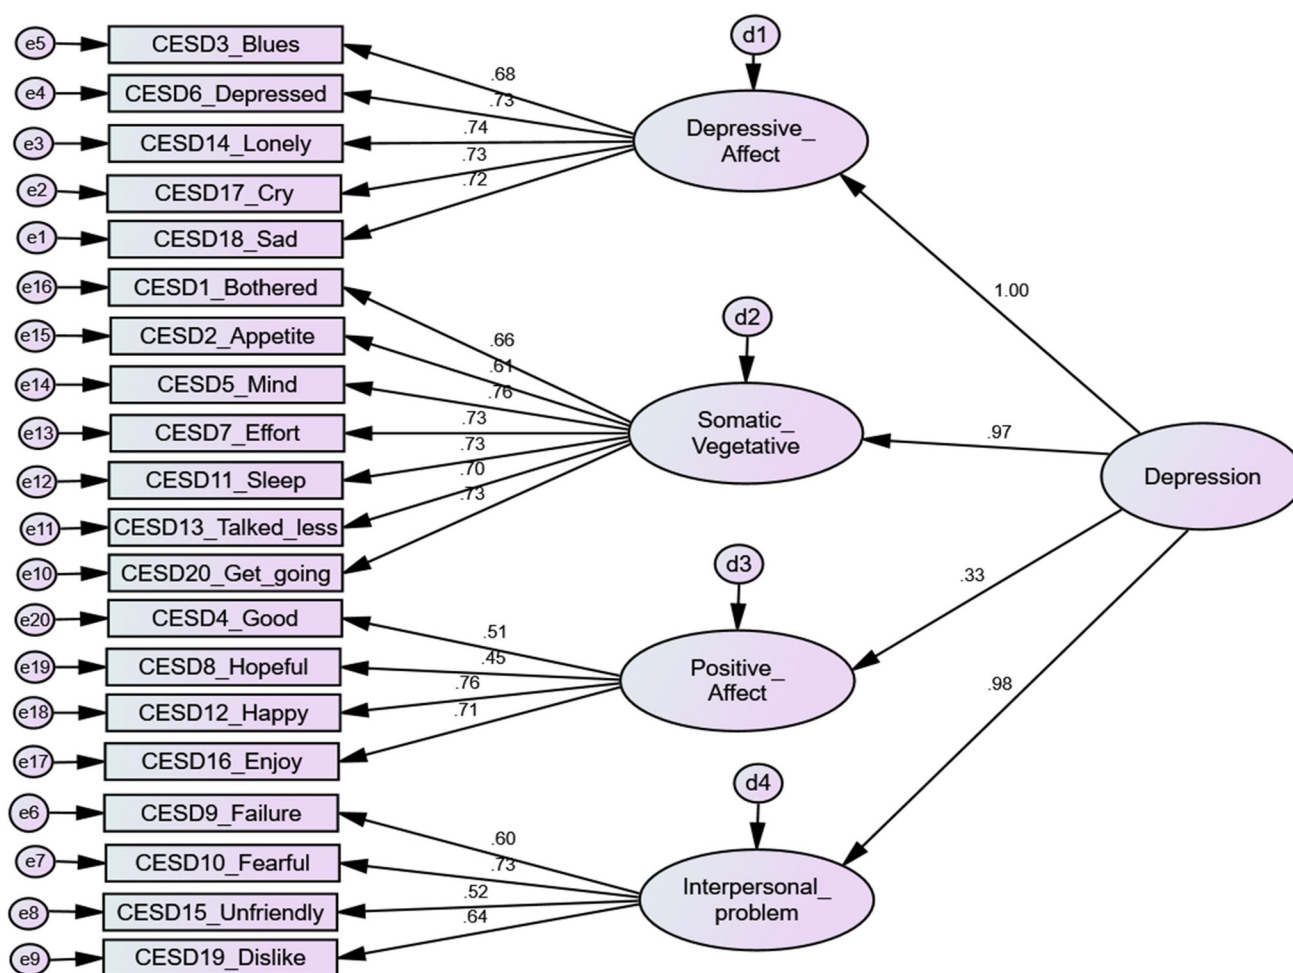 e5
CESD3_Blues
e4
CESD6_Depressed
e3
CESD14_Lonely
e2
CESD17_Cry
e1
CESD18_Sad
.68
.73
.74
.73
.72
d1
Depressive_
Affect
e16
CESD1_Bothered
e15
CESD2_Appetite
e14
CESD5_Mind
e13
CESD7_Effort
e12
CESD11_Sleep
e11
CESD13_Talked_less
e10
CESD20_Get_going
.66
.61
.76
.73
.73
.70
.73
d2
Somatic_
Vegetative
e20
CESD4_Good
e19
CESD8_Hopeful
e18
CESD12_Happy
e17
CESD16_Enjoy
.51
.45
.76
.71
d3
Positive_
Affect
e6
CESD9_Failure
e7
CESD10_Fearful
e8
CESD15_Unfriendly
e9
CESD19_Dislike
.60
.73
.52
.64
d4
Interpersonal_
problem
1.00
.97
.33
.98
Depression